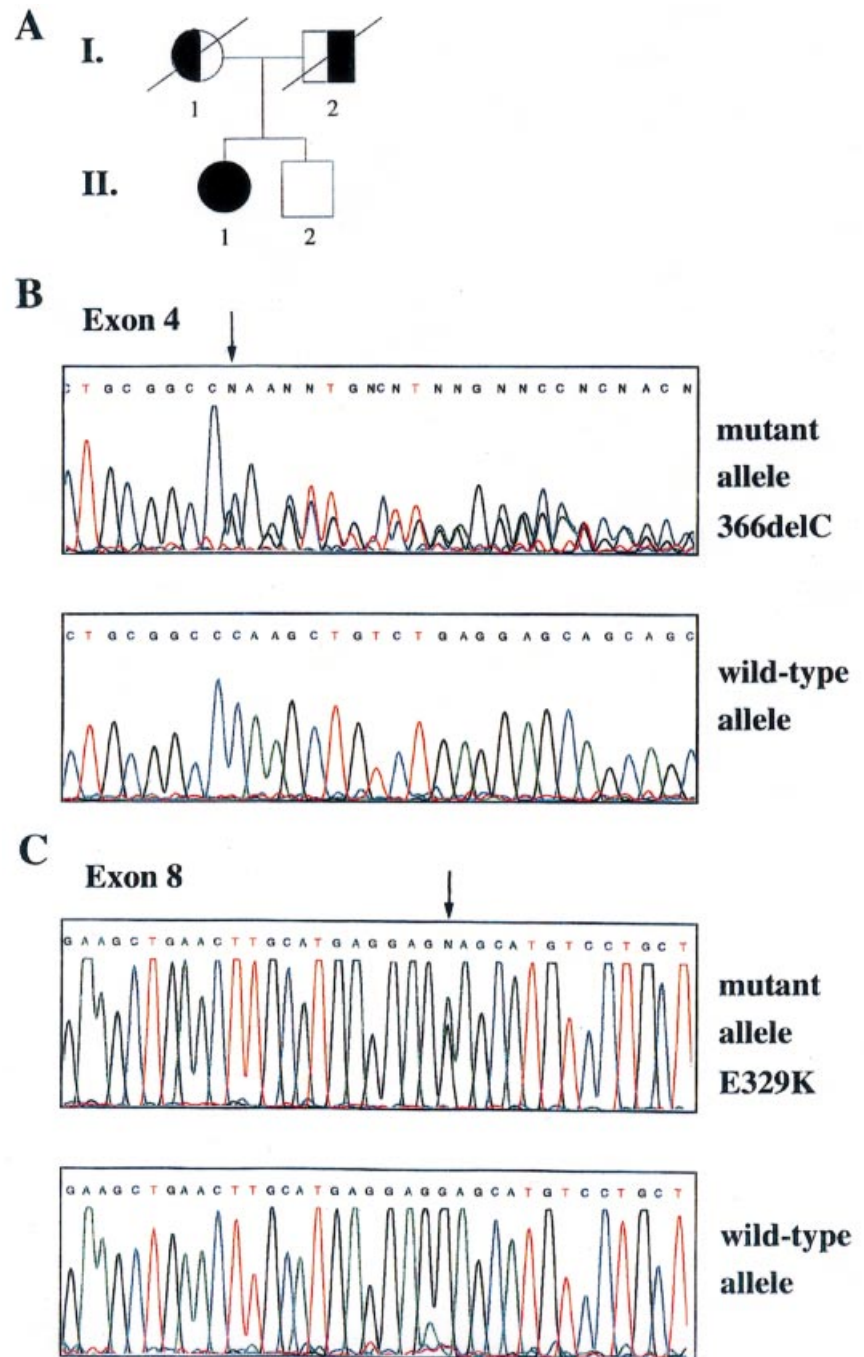 A
I.
1
2
II.
1
2
B
Exon 4
C T G C G G C C N A A N N T G N C N T N N G N N C C N C N A C N
mutant
allele
366delC
C T G C G G C C C A A G C T G T C T G A G G A G C A G C A G C
wild-type
allele
C
Exon 8
G A A G C T G A A C T T G C A T G A G G A G N A G C A T G T C C T G C T
mutant
allele
E329K
G A A G C T G A A C T T G C A T G A G G A G G A G C A T G T C C T G C T
wild-type
allele